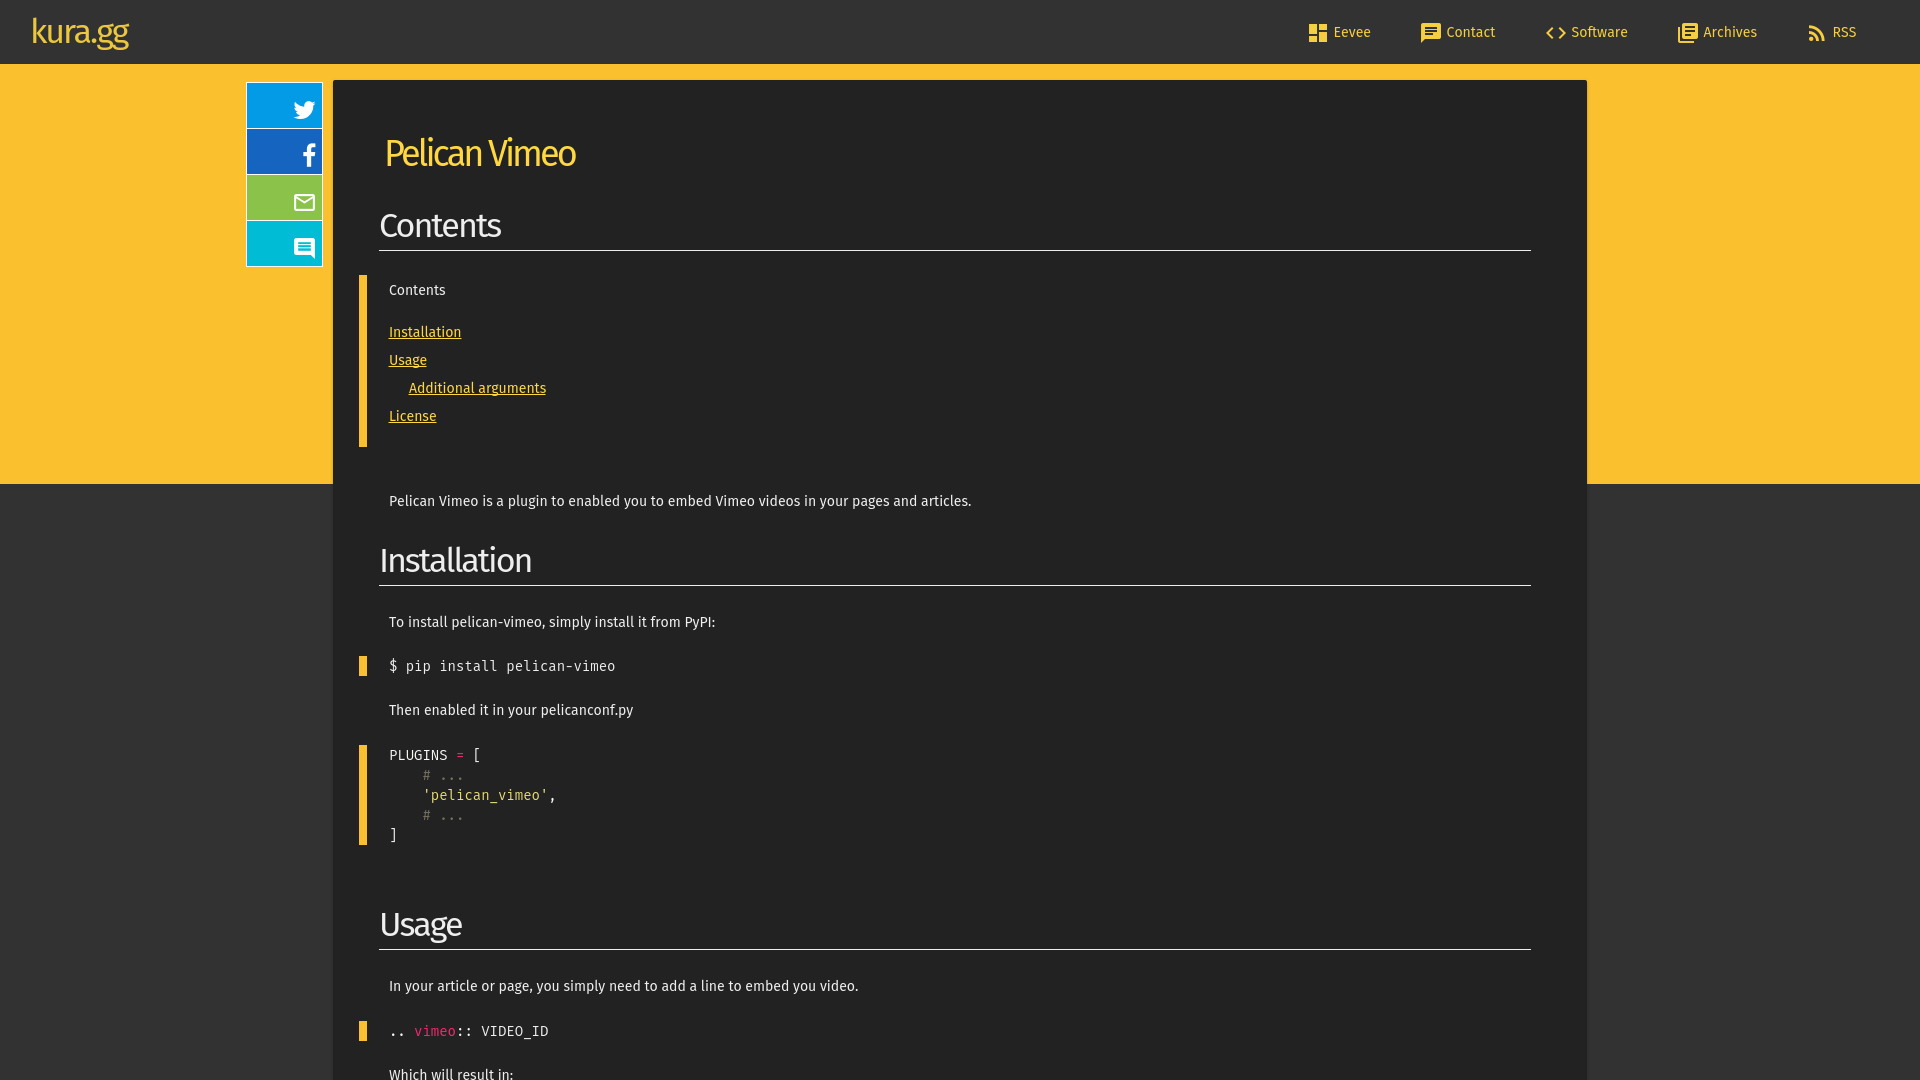 kura.gg
Eevee
Contact
Software
Archives
RSS
Pelican Vimeo
Contents
Contents
Installation
Usage
Additional arguments
License
Pelican Vimeo is a plugin to enabled you to embed Vimeo videos in your pages and articles.
Installation
To install pelican-vimeo, simply install it from PyPI:
$ pip install pelican-vimeo
Then enabled it in your pelicanconf.py
PLUGINS = [
    # ...
    'pelican_vimeo',
    # ...
]
Usage
In your article or page, you simply need to add a line to embed you video.
.. vimeo:: VIDEO_ID
Which will result in: